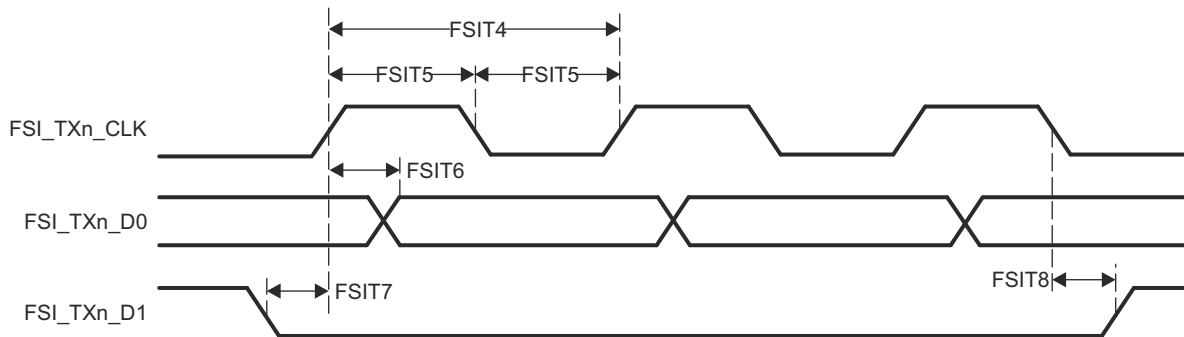 FSIT4
FSIT5 FSIT5
FSI_TXn_CLK
FSIT6
FSI_TXn_D0
FSIT7 FSIT8
FSI_TXn_D1